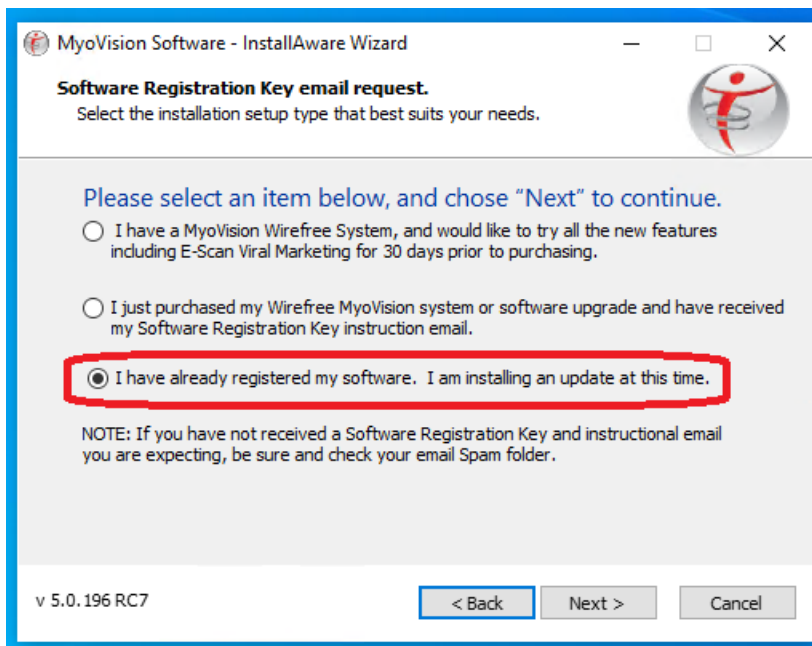 MyoVision Software - InstallAware Wizard
Software Registration Key email request.
Select the installation setup type that best suits your needs.
Please select an item below, and chose "Next" to continue.
I have a MyoVision Wirefree System, and would like to try all the new features
including E-Scan Viral Marketing for 30 days prior to purchasing.
I just purchased my Wirefree MyoVision system or software upgrade and have received
my Software Registration Key instruction email.
I have already registered my software.  I am installing an update at this time.
NOTE: If you have not received a Software Registration Key and instructional email
you are expecting, be sure and check your email Spam folder.
v 5.0.196 RC7
< Back
Next >
Cancel